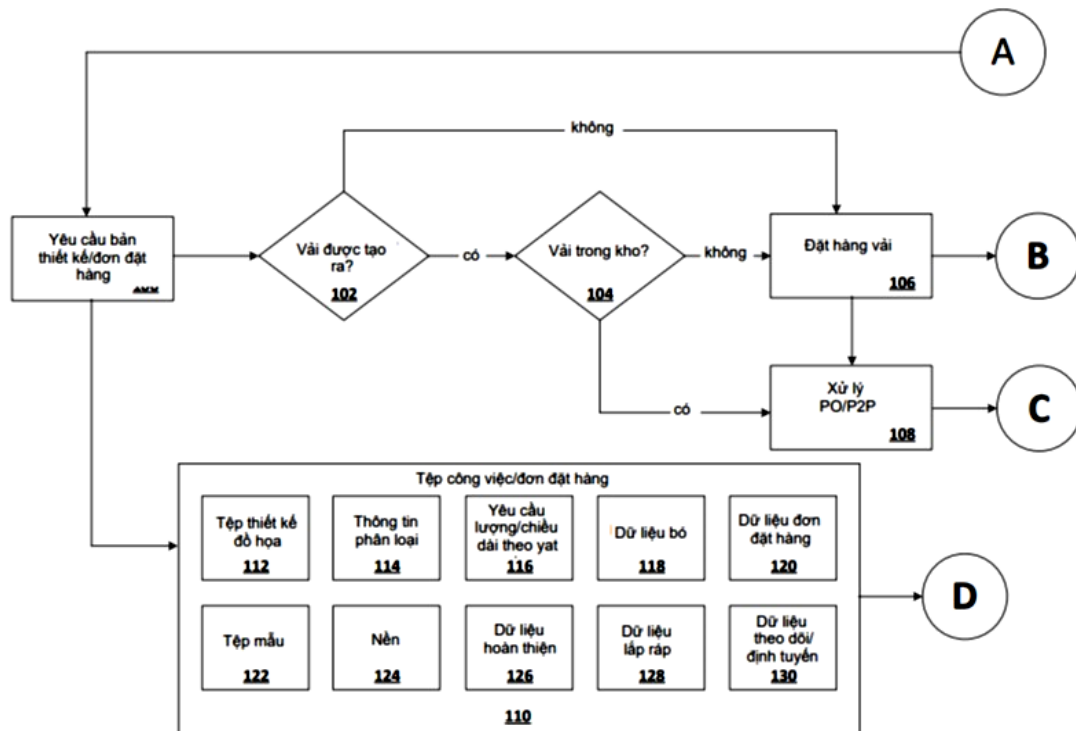 A
không
Yêu cầu bản
thiết kế/đơn đặt
hàng
Vải được tạo
ra?
102
có
Vải trong kho?
104
không
Đặt hàng vải
106
B
có
Xử lý
PO/P2P
108
C
Tệp công việc/đơn đặt hàng
Tệp thiết kế
đồ họa
112
Thông tin
phân loại
114
Yêu cầu
lượng/chiều
dài theo yat
116
Dữ liệu bó
118
Dữ liệu đơn
đặt hàng
120
D
Tệp mẫu
122
Nền
124
Dữ liệu
hoàn thiện
126
Dữ liệu
lắp ráp
128
Dữ liệu
theo dõi/
định tuyến
130
110